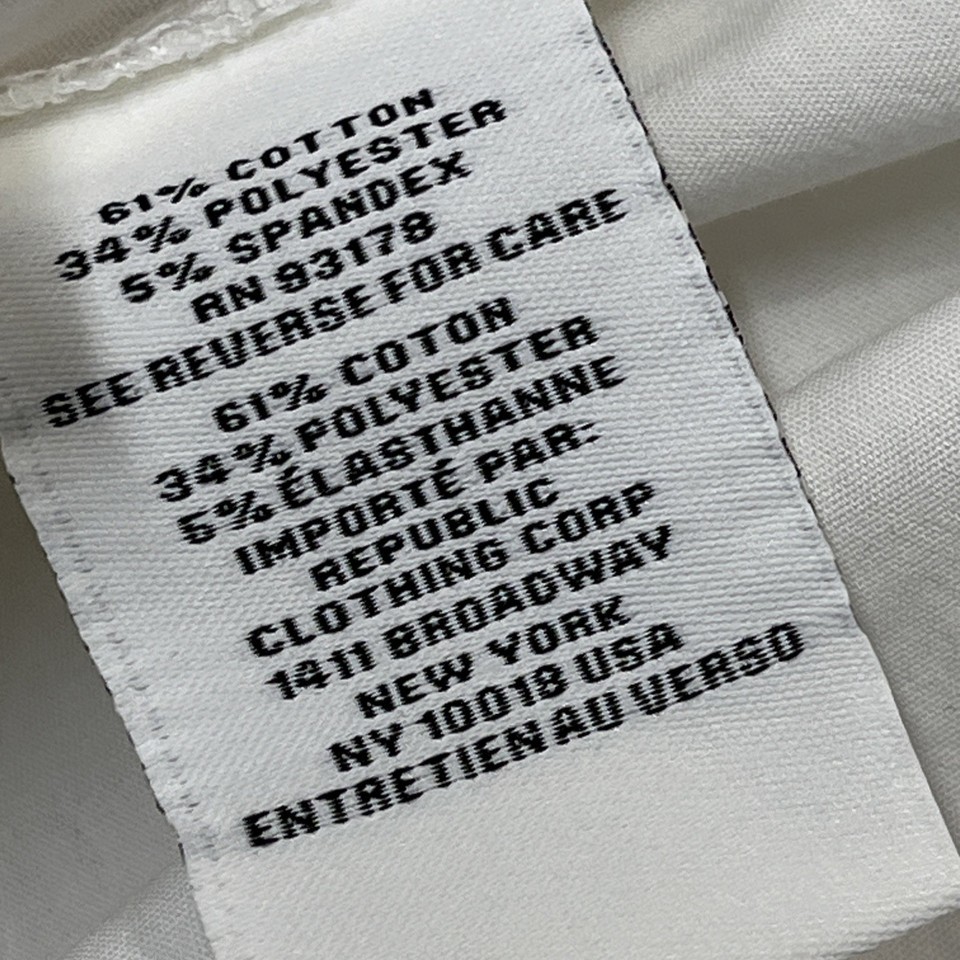 61% COTTON
34% POLYESTER
5% SPANDEX
RN 93178
SEE REVERSE FOR CARE
61% COTON
34% POLYESTER
5% ÉLASTHANNE
IMPORTÉ PAR:
REPUBLIC
CLOTHING CORP
1411 BROADWAY
NEW YORK
NY 10018 USA
ENTRETIEN AU VERSO